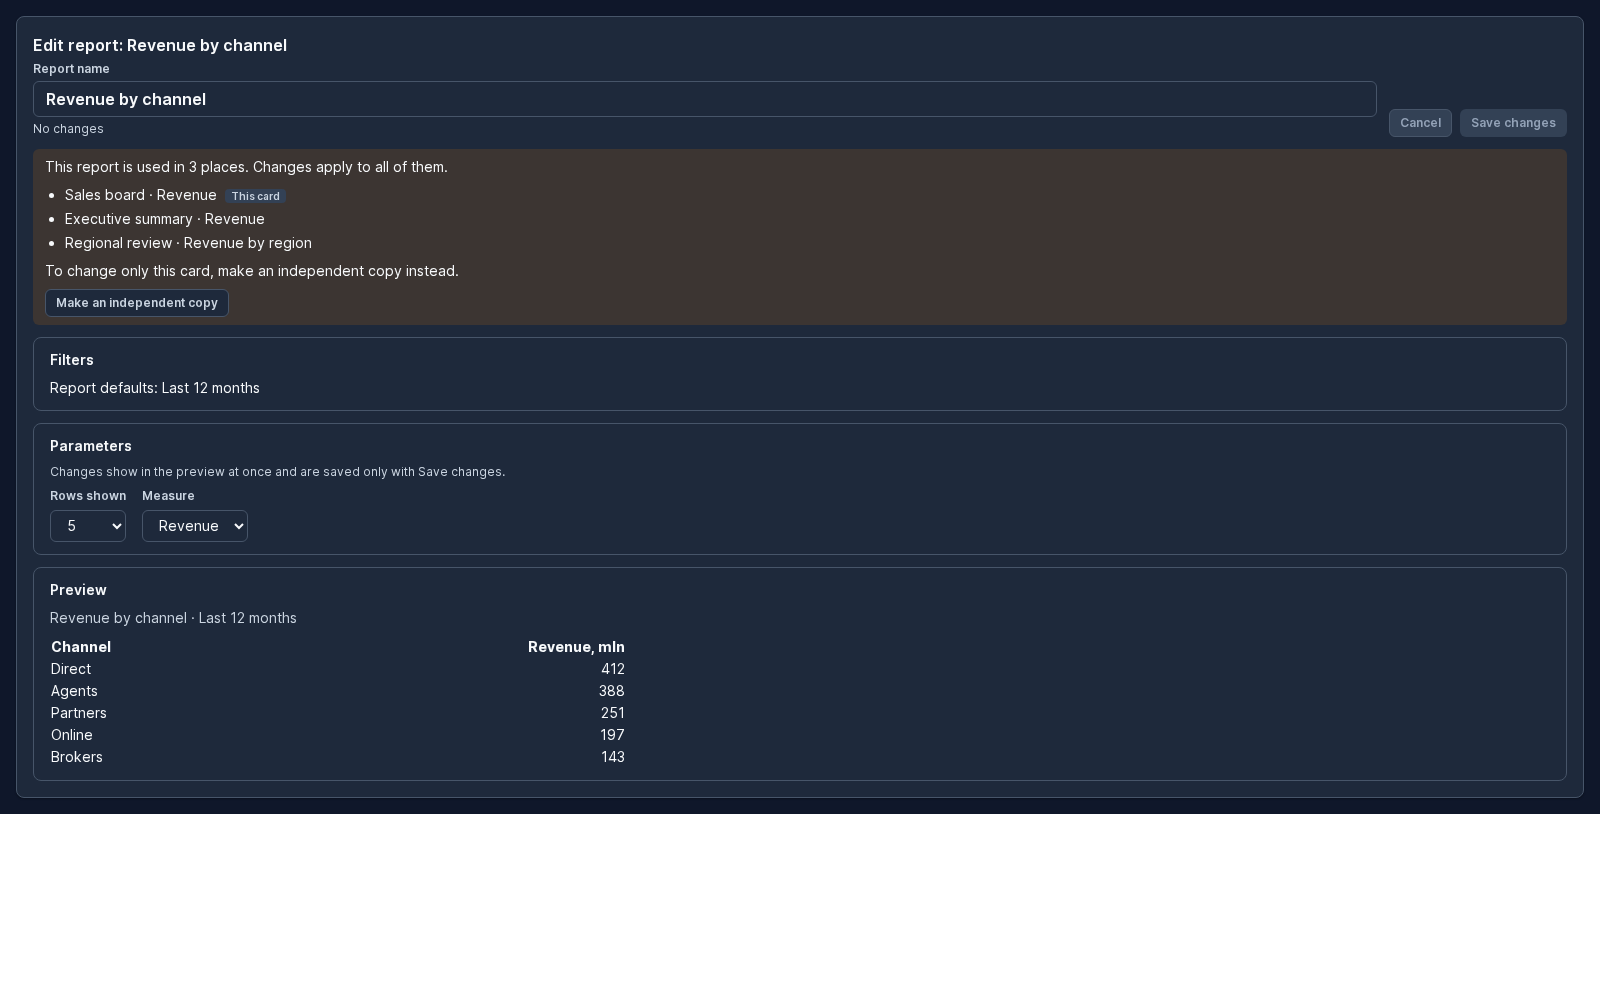 Edit report: Revenue by channel
Report name
Revenue by channel
No changes
Cancel
Save changes
This report is used in 3 places. Changes apply to all of them.
• Sales board · Revenue This card
• Executive summary · Revenue
• Regional review · Revenue by region
To change only this card, make an independent copy instead.
Make an independent copy
Filters
Report defaults: Last 12 months
Parameters
Changes show in the preview at once and are saved only with Save changes.
Rows shown Measure
5 Revenue
Preview
Revenue by channel · Last 12 months
Channel Revenue, mln
Direct 412
Agents 388
Partners 251
Online 197
Brokers 143